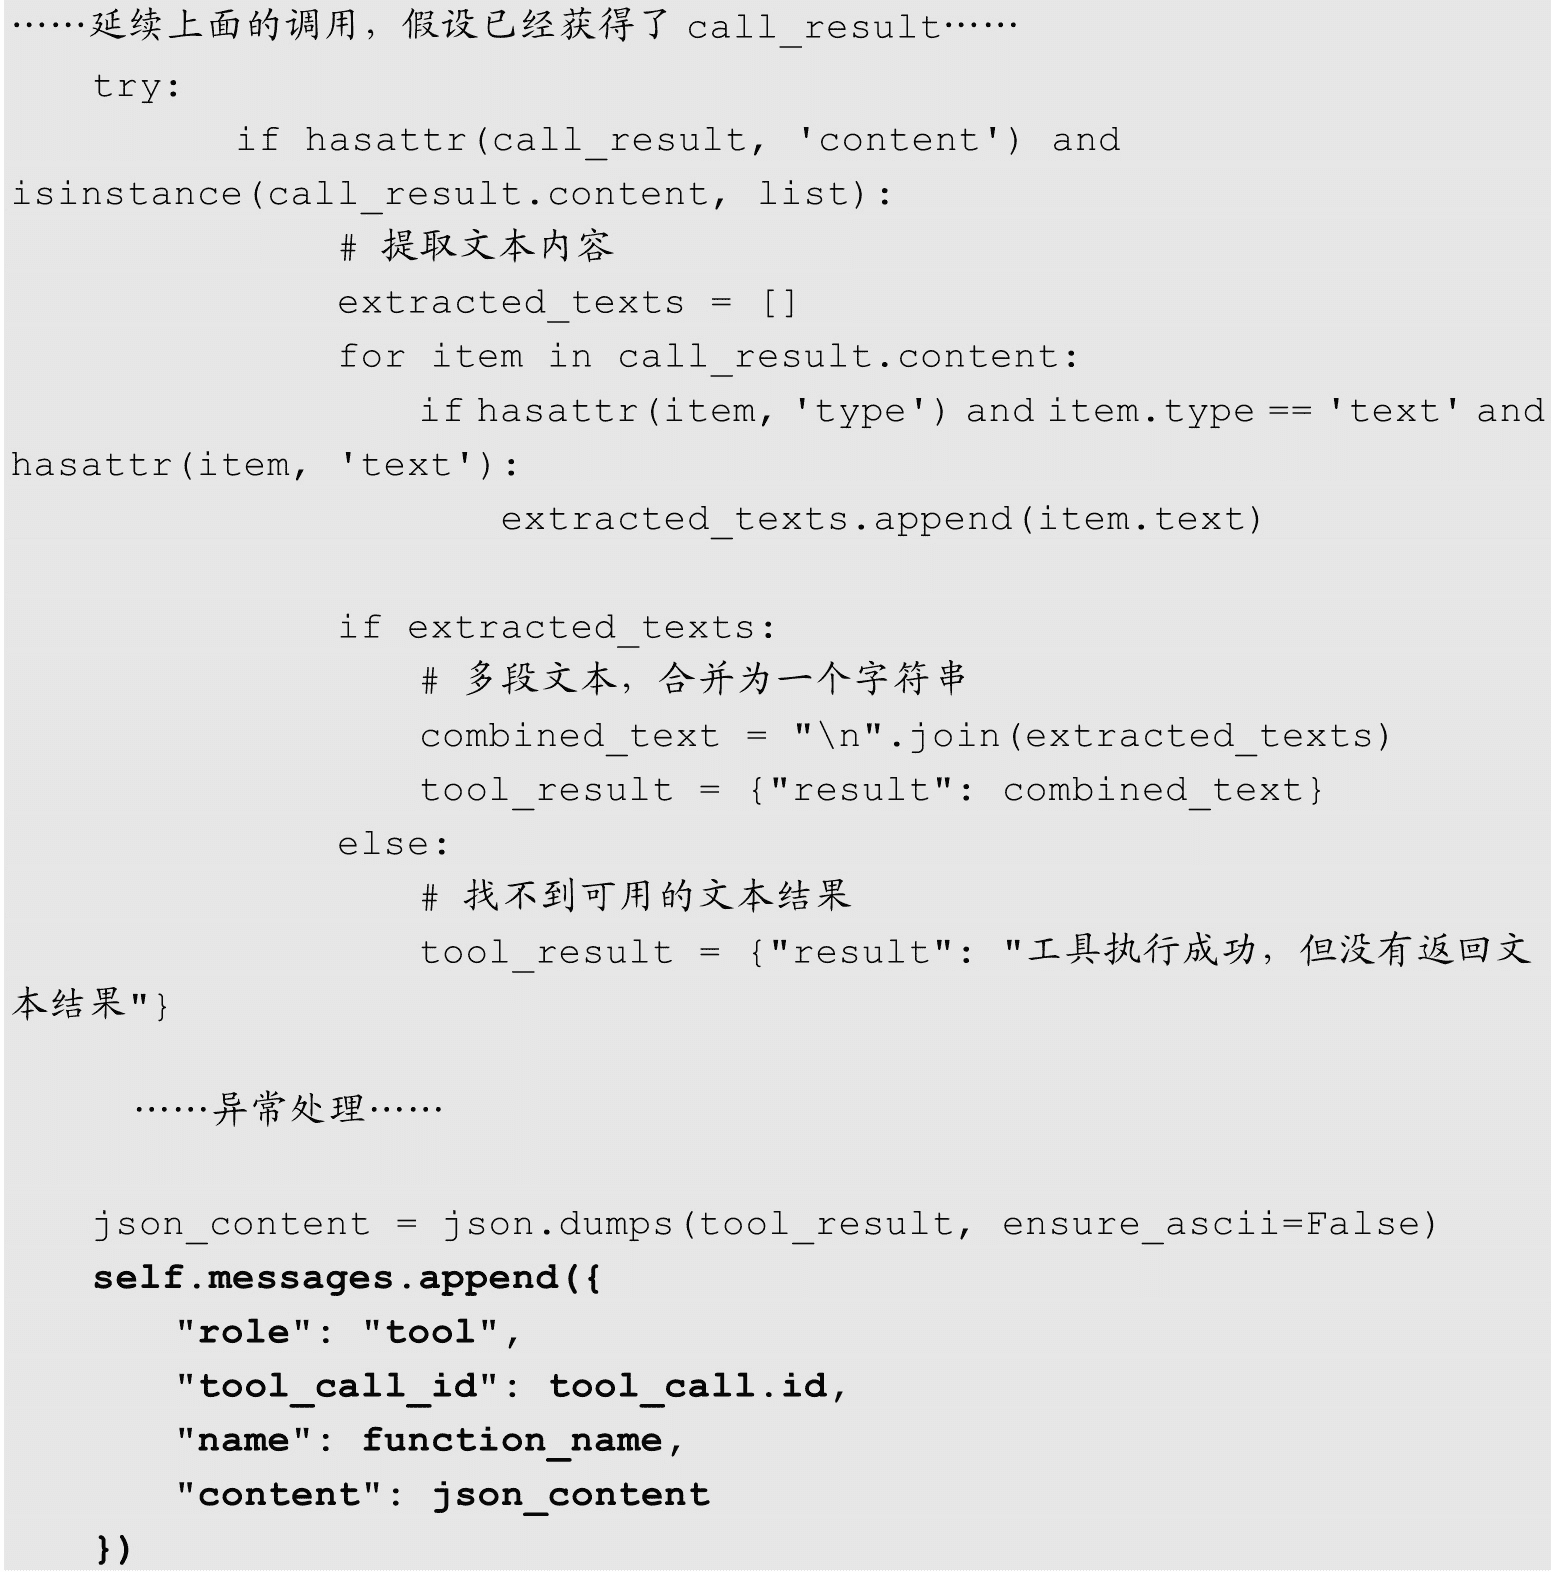 ……延续上面的调用，假设已经获得了 call_result……
try:
if hasattr(call_result, 'content') and
isinstance(call_result.content, list):
# 提取文本内容
extracted_texts = []
for item in call_result.content:
if hasattr(item, 'type') and item.type == 'text' and
hasattr(item, 'text'):
extracted_texts.append(item.text)
if extracted_texts:
# 多段文本，合并为一个字符串
combined_text = "\n".join(extracted_texts)
tool_result = {"result": combined_text}
else:
# 找不到可用的文本结果
tool_result = {"result": "工具执行成功，但没有返回文
本结果"}
……异常处理……
json_content = json.dumps(tool_result, ensure_ascii=False)
self.messages.append({
"role": "tool",
"tool_call_id": tool_call.id,
"name": function_name,
"content": json_content
})